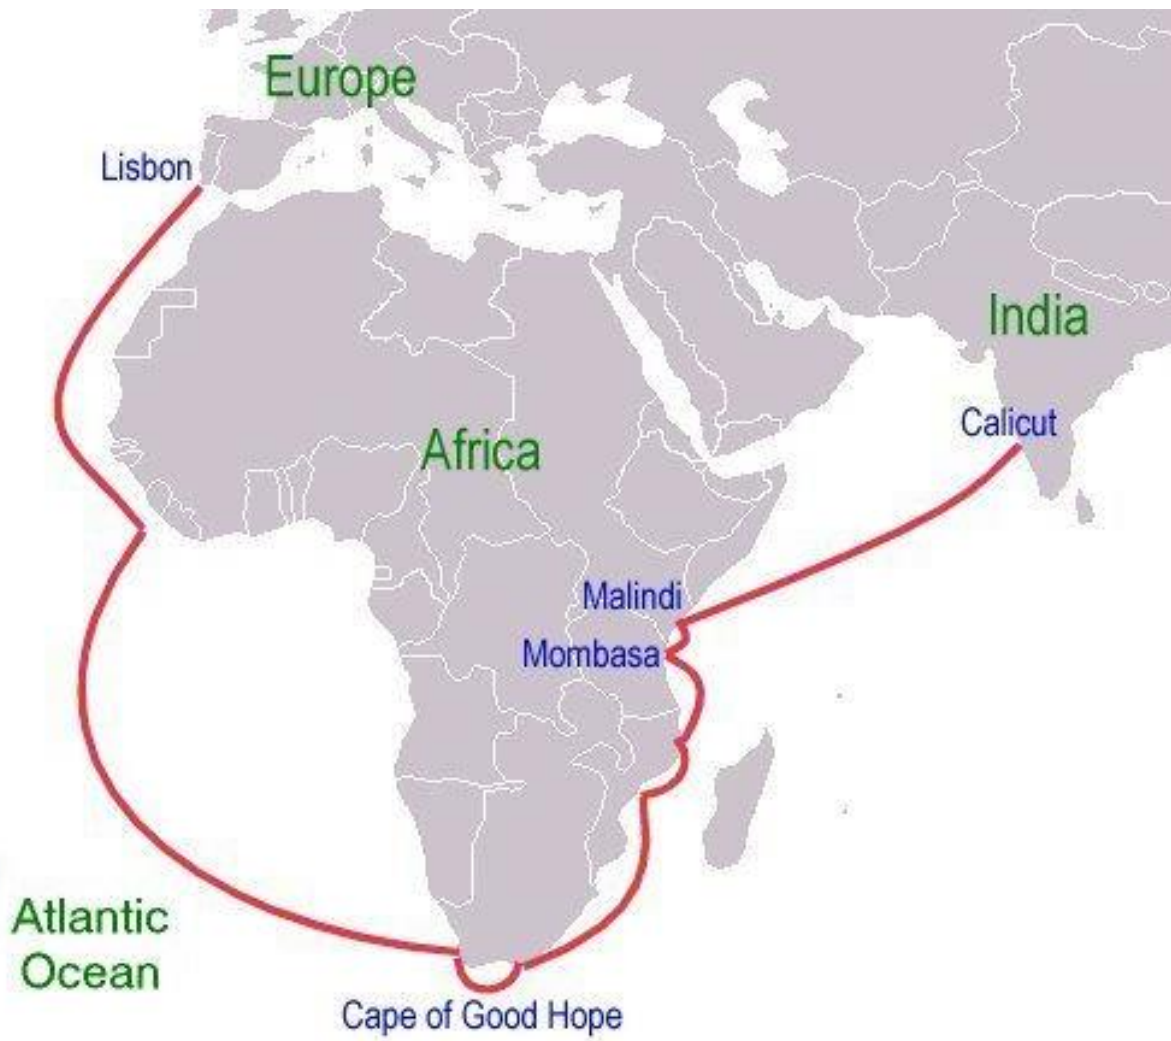 Europe
Lisbon
India
Calicut
Africa
Malindi
Mombasa
Atlantic
Ocean
Cape of Good Hope